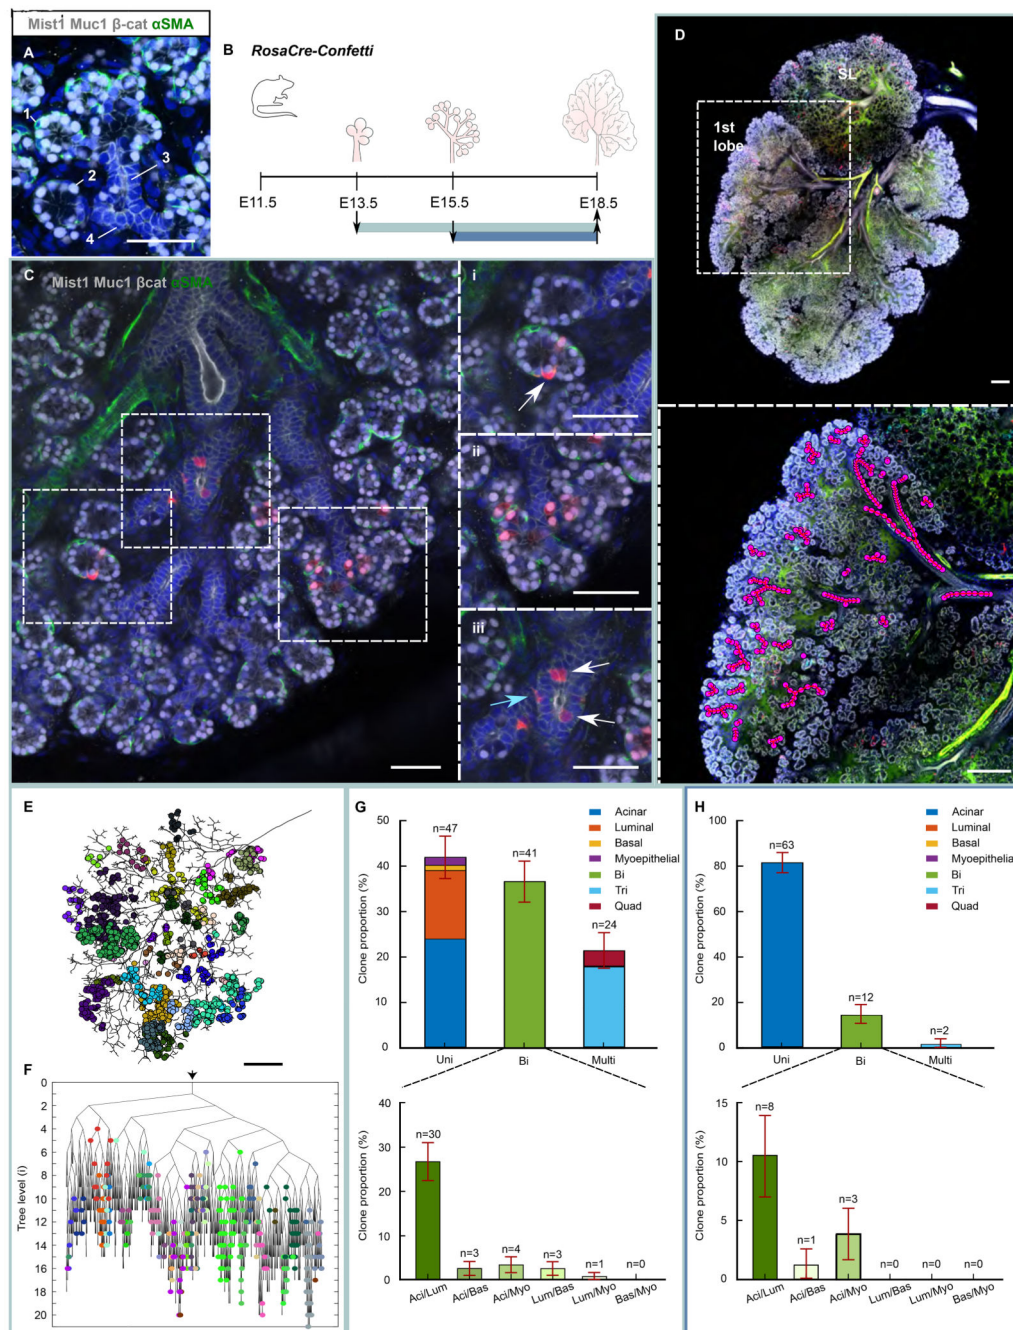 Mist1 Muc1 β-cat αSMA
A
1
2
3
4
B
RosaCre-Confetti
E11.5
E13.5
E15.5
E18.5
C
Mist1 Muc1 βcat αSMA
i
ii
iii
D
SL
1st
lobe
E
F
Tree level (i)
0
2
4
6
8
10
12
14
16
18
20
G
Clone proportion (%)
50
40
30
20
10
0
n=47
n=41
n=24
Uni
Bi
Multi
Acinar
Luminal
Basal
Myoepithelial
Bi
Tri
Quad
Clone proportion (%)
40
30
20
10
0
n=30
n=3
n=4
n=3
n=1
n=0
Aci/Lum
Aci/Bas
Aci/Myo
Lum/Bas
Lum/Myo
Bas/Myo
H
Clone proportion (%)
100
80
60
40
20
0
n=63
n=12
n=2
Uni
Bi
Multi
Acinar
Luminal
Basal
Myoepithelial
Bi
Tri
Quad
Clone proportion (%)
15
10
5
0
n=8
n=1
n=3
n=0
n=0
n=0
Aci/Lum
Aci/Bas
Aci/Myo
Lum/Bas
Lum/Myo
Bas/Myo